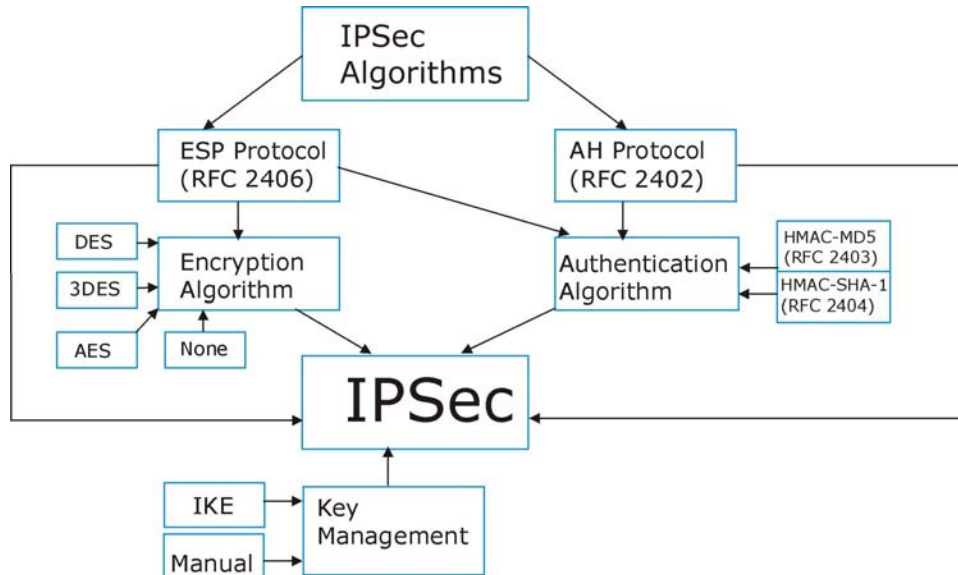 IPSec
Algorithms
ESP Protocol
(RFC 2406)
AH Protocol
(RFC 2402)
DES
3DES
AES
None
Encryption
Algorithm
Authentication
Algorithm
HMAC-MD5
(RFC 2403)
HMAC-SHA-1
(RFC 2404)
IPSec
IKE
Manual
Key
Management